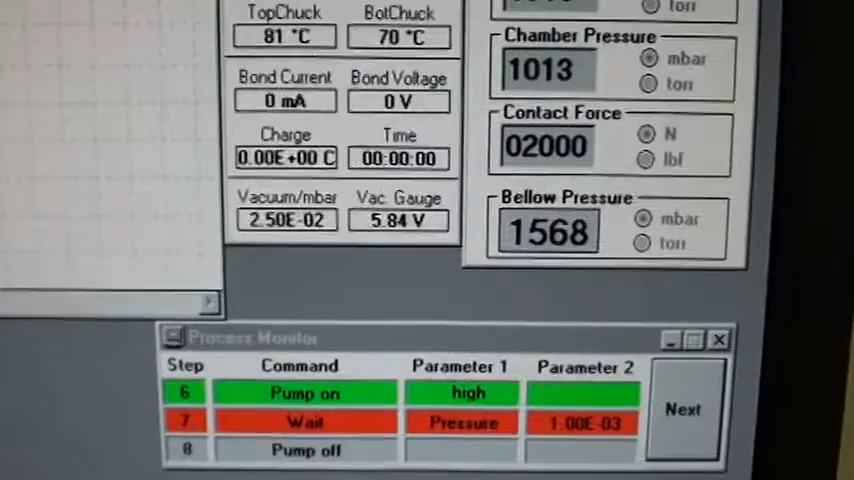 TopChuck BotChuck
81 °C 70 °C
torr
Chamber Pressure
1013 mbar
torr
Bond Current Bond Voltage
0 mA 0 V
Contact Force
02000 N
lbf
Charge Time
0.00E+00 C 00:00:00
Vacuum/mbar Vac. Gauge
2.50E-02 5.84 V
Bellow Pressure
1568 mbar
torr
Process Monitor
Step Command Parameter 1 Parameter 2
6 Pump on high
7 Wait Pressure 1.00E-03
8 Pump off
Next